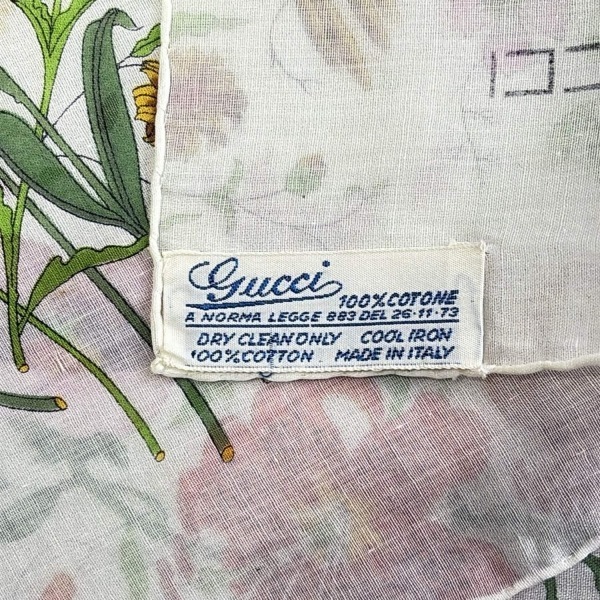 Gucci
100% COTONE
A NORMA LEGGE 883 DEL 26·11·73
DRY CLEAN ONLY COOL IRON
100% COTTON MADE IN ITALY